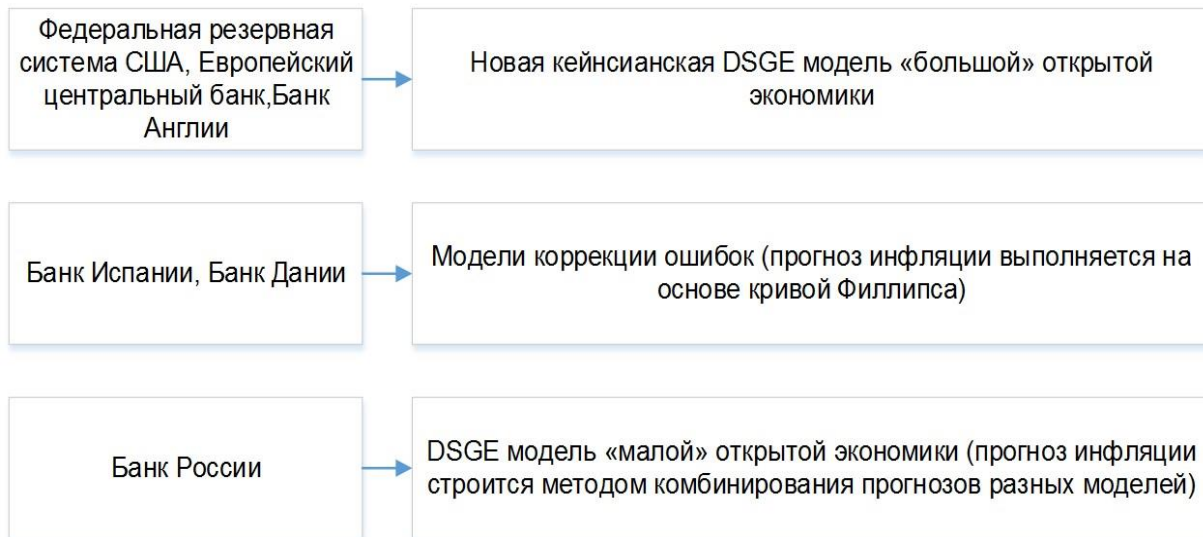 Федеральная резервная
система США, Европейский
центральный банк,Банк
Англии
Новая кейнсианская DSGE модель «большой» открытой
экономики
Банк Испании, Банк Дании
Модели коррекции ошибок (прогноз инфляции выполняется на
основе кривой Филлипса)
Банк России
DSGE модель «малой» открытой экономики (прогноз инфляции
строится методом комбинирования прогнозов разных моделей)